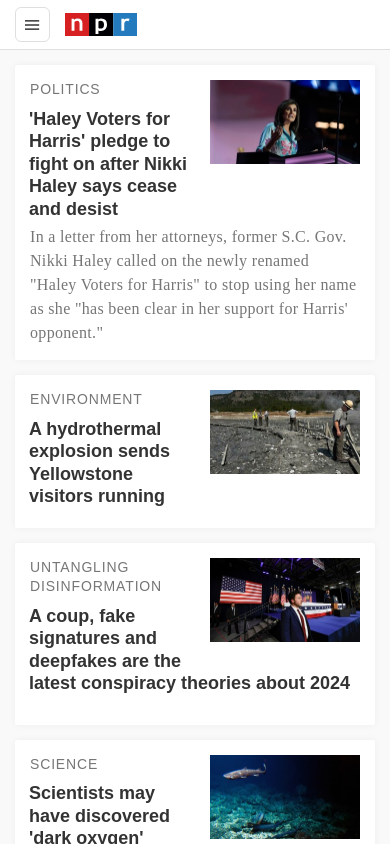 npr
POLITICS
'Haley Voters for
Harris' pledge to
fight on after Nikki
Haley says cease
and desist
In a letter from her attorneys, former S.C. Gov.
Nikki Haley called on the newly renamed
"Haley Voters for Harris" to stop using her name
as she "has been clear in her support for Harris'
opponent."
ENVIRONMENT
A hydrothermal
explosion sends
Yellowstone
visitors running
UNTANGLING
DISINFORMATION
A coup, fake
signatures and
deepfakes are the
latest conspiracy theories about 2024
SCIENCE
Scientists may
have discovered
'dark oxygen'